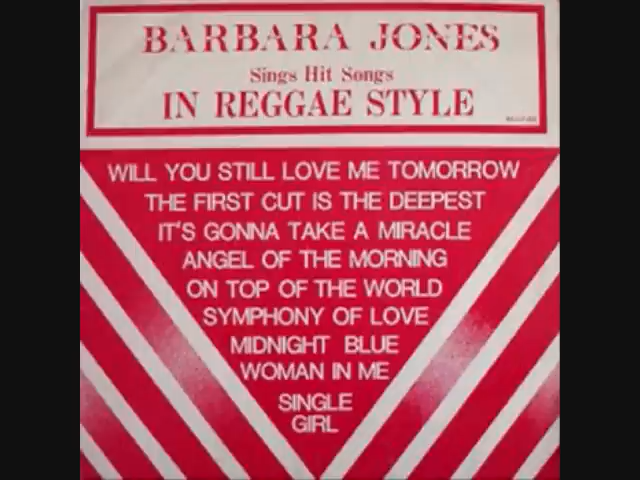 BARBARA JONES
Sings Hit Songs
IN REGGAE STYLE
WILL YOU STILL LOVE ME TOMORROW
THE FIRST CUT IS THE DEEPEST
IT'S GONNA TAKE A MIRACLE
ANGEL OF THE MORNING
ON TOP OF THE WORLD
SYMPHONY OF LOVE
MIDNIGHT BLUE
WOMAN IN ME
SINGLE
GIRL